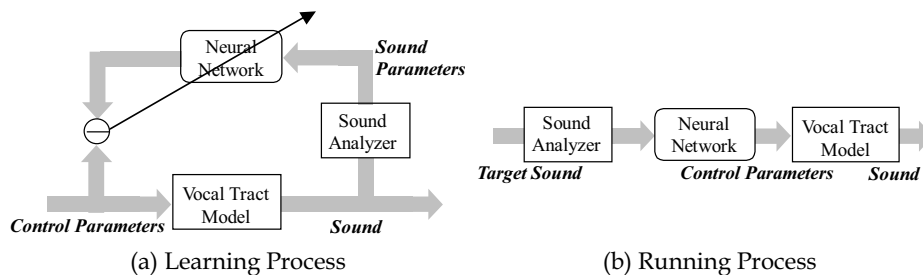 Neural
Network
Sound
Parameters
Sound
Analyzer
Vocal Tract
Model
Control Parameters
Sound
(a) Learning Process
Sound
Analyzer
Neural
Network
Vocal Tract
Model
Target Sound
Control Parameters
Sound
(b) Running Process